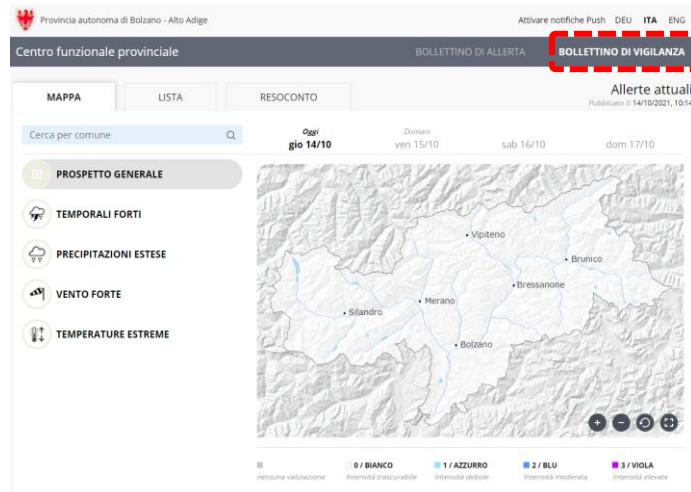 Provincia autonoma di Bolzano - Alto Adige
Attivare notifiche Push DEU ITA ENG
Centro funzionale provinciale
BOLLETTINO DI ALLERTA BOLLETTINO DI VIGILANZA
MAPPA LISTA RESOCONTO
Allerte attuali
Pubblicato il: 14/10/2021, 10:14
Cerca per comune
Oggi Domani
gio 14/10 ven 15/10 sab 16/10 dom 17/10
PROSPETTO GENERALE
TEMPORALI FORTI
PRECIPITAZIONI ESTESE
VENTO FORTE
TEMPERATURE ESTREME
Vipiteno
Brunico
Bressanone
Merano
Silandro
Bolzano
0 / BIANCO 1 / AZZURRO 2 / BLU 3 / VIOLA
nessuna valutazione Intensità trascurabile Intensità debole Intensità moderata Intensità elevata